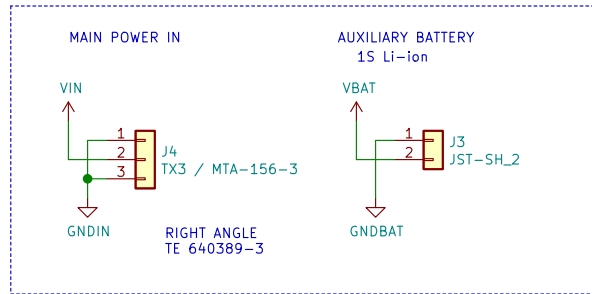 MAIN POWER IN
AUXILIARY BATTERY
1S Li-ion
VIN
VBAT
1
2
3
J4
TX3 / MTA-156-3
1
2
J3
JST-SH_2
GNDIN
GNDBAT
RIGHT ANGLE
TE 640389-3